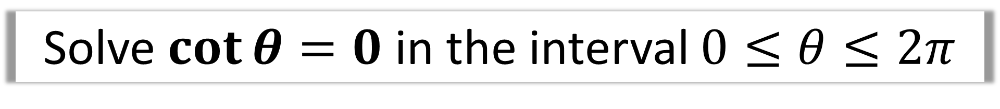 Solve cot θ = 0 in the interval 0 ≤ θ ≤ 2π